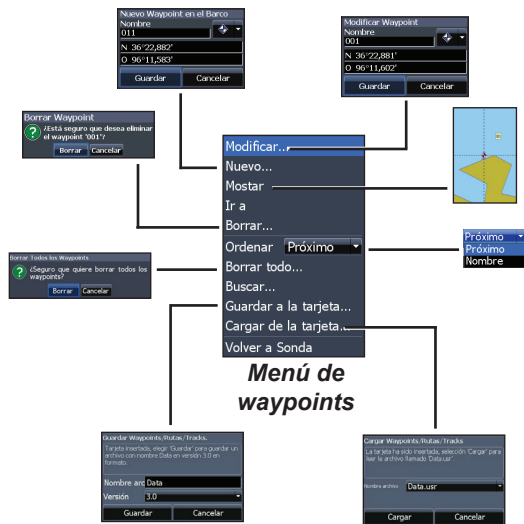 Nuevo Waypoint en el Barco
Nombre
011
N 36°22,882'
O 96°11,583'
Guardar Cancelar
Modificar Waypoint
Nombre
001
N 36°22,881'
O 96°11,602'
Guardar Cancelar
Borrar Waypoint
¿Está seguro que desea eliminar
el waypoint '001'?
Borrar Cancelar
Modificar...
Nuevo...
Mostar
Ir a
Borrar...
Ordenar Próximo
Borrar todo...
Buscar...
Guardar a la tarjeta...
Cargar de la tarjeta...
Volver a Sonda
Próximo
Próximo
Nombre
Borrar Todos los Waypoints
¿Seguro que quiere borrar todos los
waypoints?
Borrar Cancelar
Menú de
waypoints
Guardar Waypoints/Rutas/Tracks.
Tarjeta insertada, elegir 'Guardar' para guardar un
archivo con nombre Data en versión 3.0 en
formato.
Nombre arc Data
Versión 3.0
Guardar Cancelar
Cargar Waypoints/Rutas/Tracks
La tarjeta ha sido insertada, selección 'Cargar' para
leer la archivo llamado 'Data.usr'.
Nombre archivo Data.usr
Cargar Cancelar